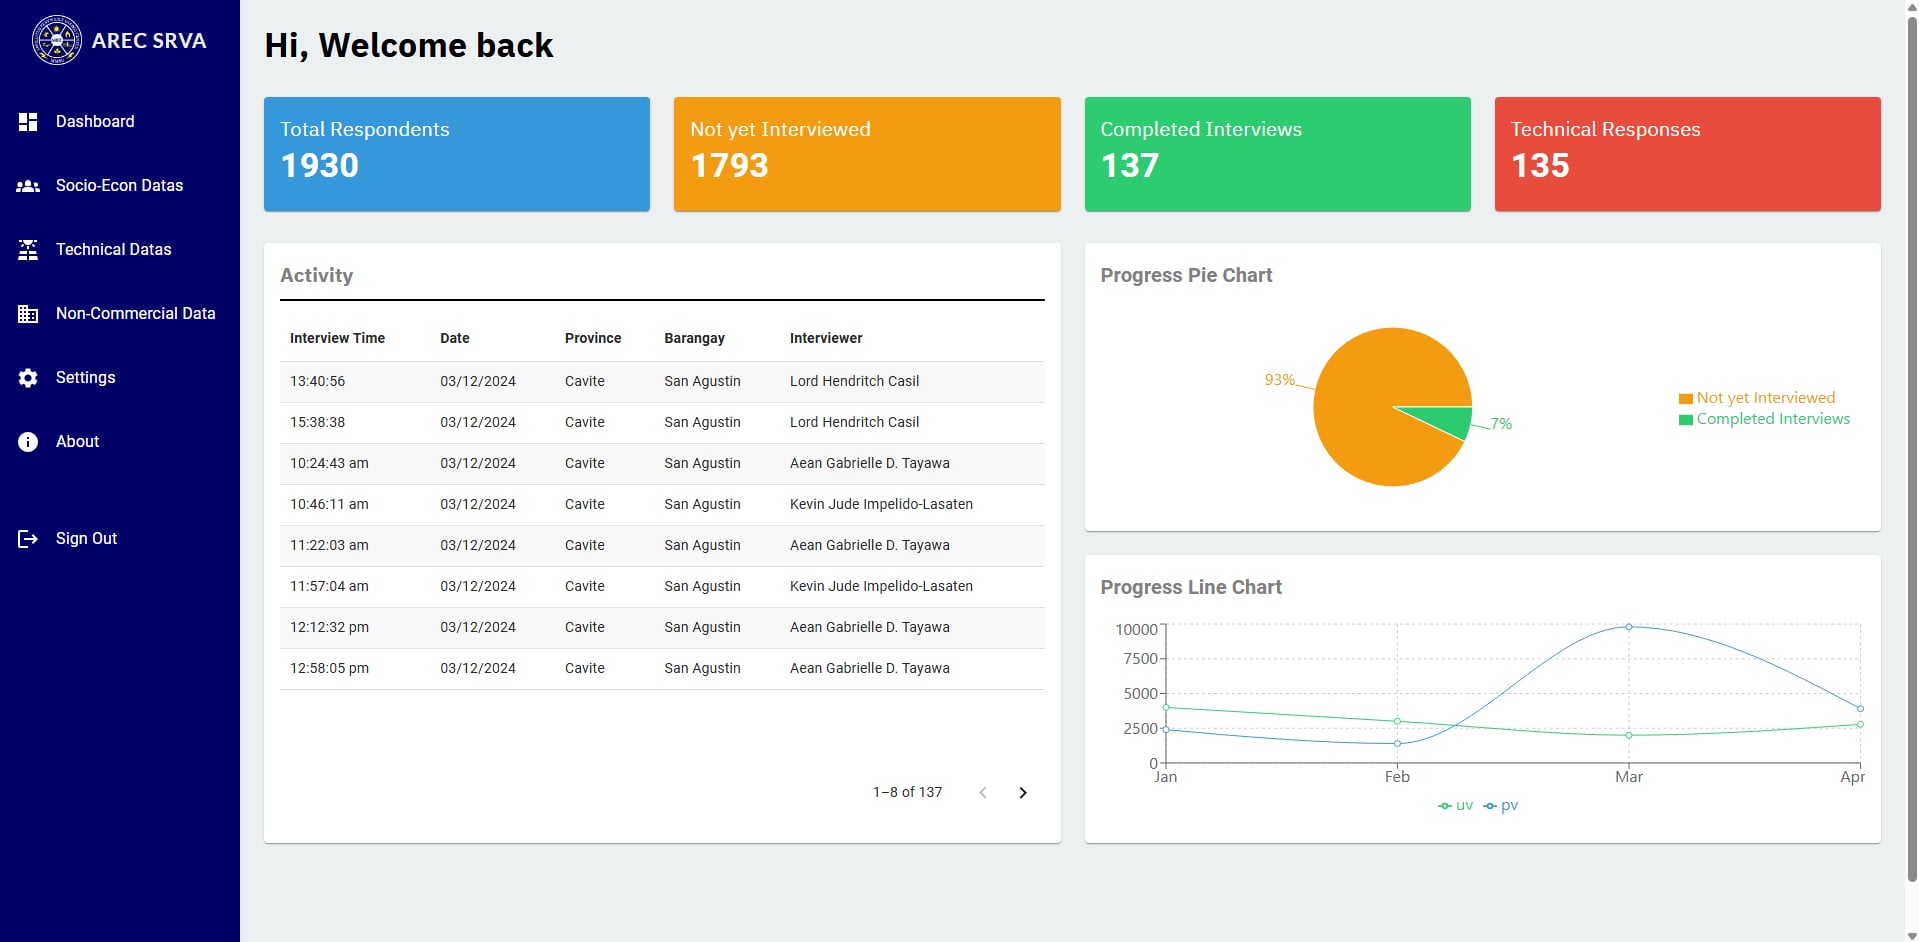 AREC SRVA
Dashboard
Socio-Econ Datas
Technical Datas
Non-Commercial Data
Settings
About
Sign Out
Hi, Welcome back
Total Respondents
1930
Not yet Interviewed
1793
Completed Interviews
137
Technical Responses
135
Activity
Interview Time Date Province Barangay Interviewer
13:40:56 03/12/2024 Cavite San Agustin Lord Hendritch Casil
15:38:38 03/12/2024 Cavite San Agustin Lord Hendritch Casil
10:24:43 am 03/12/2024 Cavite San Agustin Aean Gabrielle D. Tayawa
10:46:11 am 03/12/2024 Cavite San Agustin Kevin Jude Impelido-Lasaten
11:22:03 am 03/12/2024 Cavite San Agustin Aean Gabrielle D. Tayawa
11:57:04 am 03/12/2024 Cavite San Agustin Kevin Jude Impelido-Lasaten
12:12:32 pm 03/12/2024 Cavite San Agustin Aean Gabrielle D. Tayawa
12:58:05 pm 03/12/2024 Cavite San Agustin Aean Gabrielle D. Tayawa
1–8 of 137
Progress Pie Chart
93%
7%
Not yet Interviewed
Completed Interviews
Progress Line Chart
10000
7500
5000
2500
0
Jan Feb Mar Apr
uv pv